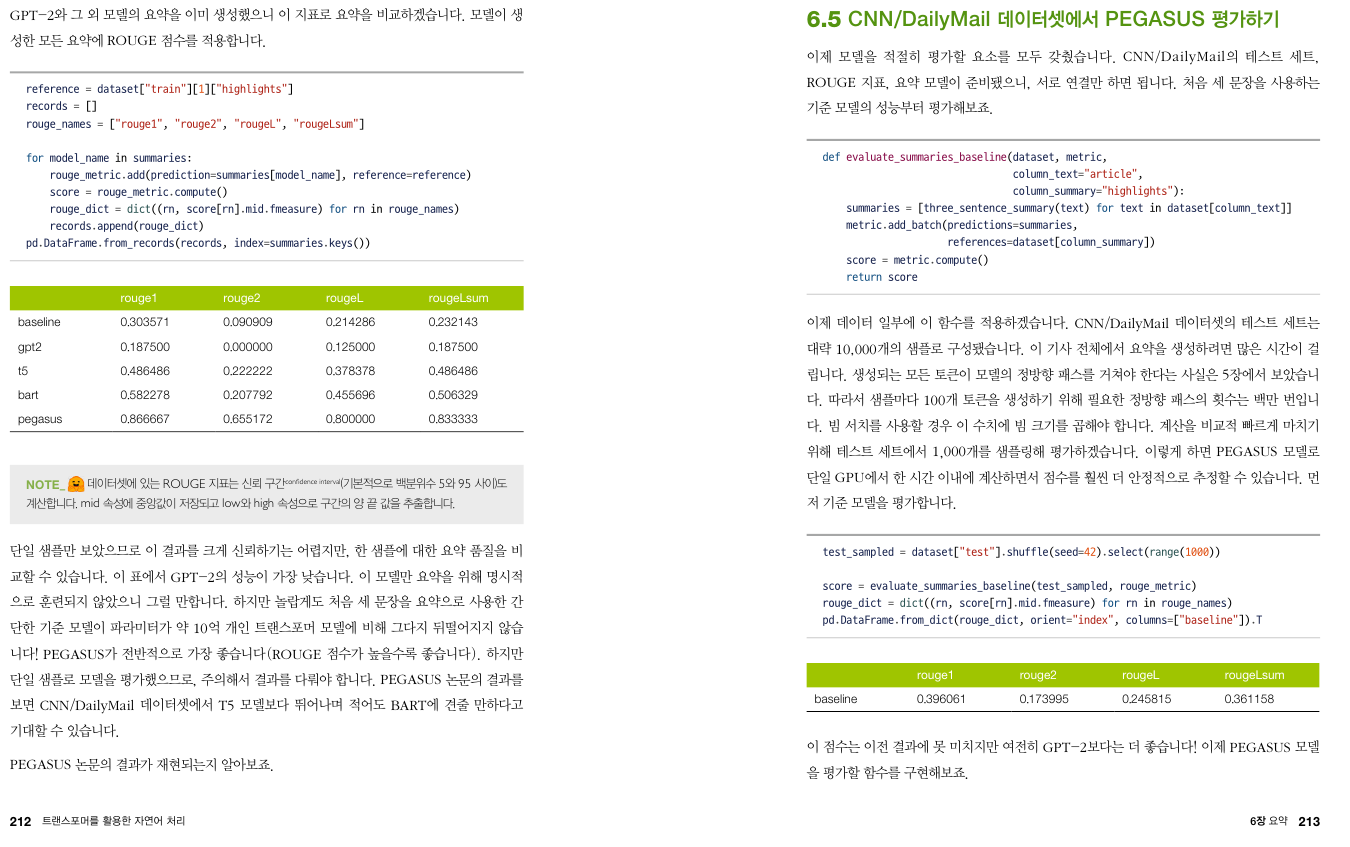 GPT-2와 그 외 모델의 요약을 이미 생성했으니 이 지표로 요약을 비교하겠습니다. 모델이 생
성한 모든 요약에 ROUGE 점수를 적용합니다.
reference = dataset["train"][1]["highlights"]
records = []
rouge_names = ["rouge1", "rouge2", "rougeL", "rougeLsum"]
for model_name in summaries:
    rouge_metric.add(prediction=summaries[model_name], reference=reference)
    score = rouge_metric.compute()
    rouge_dict = dict((rn, score[rn].mid.fmeasure) for rn in rouge_names)
    records.append(rouge_dict)
pd.DataFrame.from_records(records, index=summaries.keys())
rouge1 rouge2 rougeL rougeLsum
baseline 0.303571 0.090909 0.214286 0.232143
gpt2 0.187500 0.000000 0.125000 0.187500
t5 0.486486 0.222222 0.378378 0.486486
bart 0.582278 0.207792 0.455696 0.506329
pegasus 0.866667 0.655172 0.800000 0.833333
NOTE_ 🤗 데이터셋에 있는 ROUGE 지표는 신뢰 구간confidence interval(기본적으로 백분위수 5와 95 사이)도
계산합니다. mid 속성에 중앙값이 저장되고 low와 high 속성으로 구간의 양 끝 값을 추출합니다.
단일 샘플만 보았으므로 이 결과를 크게 신뢰하기는 어렵지만, 한 샘플에 대한 요약 품질을 비
교할 수 있습니다. 이 표에서 GPT-2의 성능이 가장 낮습니다. 이 모델만 요약을 위해 명시적
으로 훈련되지 않았으니 그럴 만합니다. 하지만 놀랍게도 처음 세 문장을 요약으로 사용한 간
단한 기준 모델이 파라미터가 약 10억 개인 트랜스포머 모델에 비해 그다지 뒤떨어지지 않습
니다! PEGASUS가 전반적으로 가장 좋습니다(ROUGE 점수가 높을수록 좋습니다). 하지만
단일 샘플로 모델을 평가했으므로, 주의해서 결과를 다뤄야 합니다. PEGASUS 논문의 결과를
보면 CNN/DailyMail 데이터셋에서 T5 모델보다 뛰어나며 적어도 BART에 견줄 만하다고
기대할 수 있습니다.
PEGASUS 논문의 결과가 재현되는지 알아보죠.
212 트랜스포머를 활용한 자연어 처리
6.5 CNN/DailyMail 데이터셋에서 PEGASUS 평가하기
이제 모델을 적절히 평가할 요소를 모두 갖췄습니다. CNN/DailyMail의 테스트 세트,
ROUGE 지표, 요약 모델이 준비됐으니, 서로 연결만 하면 됩니다. 처음 세 문장을 사용하는
기준 모델의 성능부터 평가해보죠.
def evaluate_summaries_baseline(dataset, metric,
                                column_text="article",
                                column_summary="highlights"):
    summaries = [three_sentence_summary(text) for text in dataset[column_text]]
    metric.add_batch(predictions=summaries,
                     references=dataset[column_summary])
    score = metric.compute()
    return score
이제 데이터 일부에 이 함수를 적용하겠습니다. CNN/DailyMail 데이터셋의 테스트 세트는
대략 10,000개의 샘플로 구성됐습니다. 이 기사 전체에서 요약을 생성하려면 많은 시간이 걸
립니다. 생성되는 모든 토큰이 모델의 정방향 패스를 거쳐야 한다는 사실은 5장에서 보았습니
다. 따라서 샘플마다 100개 토큰을 생성하기 위해 필요한 정방향 패스의 횟수는 백만 번입니
다. 빔 서치를 사용할 경우 이 수치에 빔 크기를 곱해야 합니다. 계산을 비교적 빠르게 마치기
위해 테스트 세트에서 1,000개를 샘플링해 평가하겠습니다. 이렇게 하면 PEGASUS 모델로
단일 GPU에서 한 시간 이내에 계산하면서 점수를 훨씬 더 안정적으로 추정할 수 있습니다. 먼
저 기준 모델을 평가합니다.
test_sampled = dataset["test"].shuffle(seed=42).select(range(1000))
score = evaluate_summaries_baseline(test_sampled, rouge_metric)
rouge_dict = dict((rn, score[rn].mid.fmeasure) for rn in rouge_names)
pd.DataFrame.from_dict(rouge_dict, orient="index", columns=["baseline"]).T
rouge1 rouge2 rougeL rougeLsum
baseline 0.396061 0.173995 0.245815 0.361158
이 점수는 이전 결과에 못 미치지만 여전히 GPT-2보다는 더 좋습니다! 이제 PEGASUS 모델
을 평가할 함수를 구현해보죠.
6장 요약 213